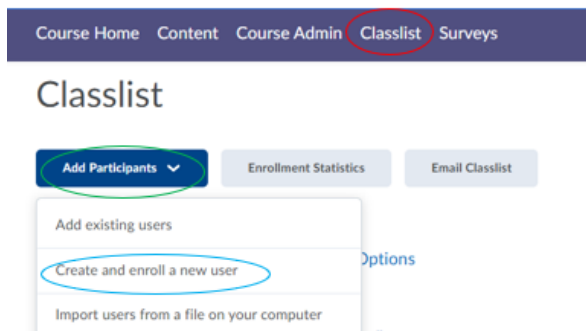 Course Home Content Course Admin Classlist Surveys
Classlist
Add Participants Enrollment Statistics Email Classlist
Add existing users
Create and enroll a new user
Options
Import users from a file on your computer